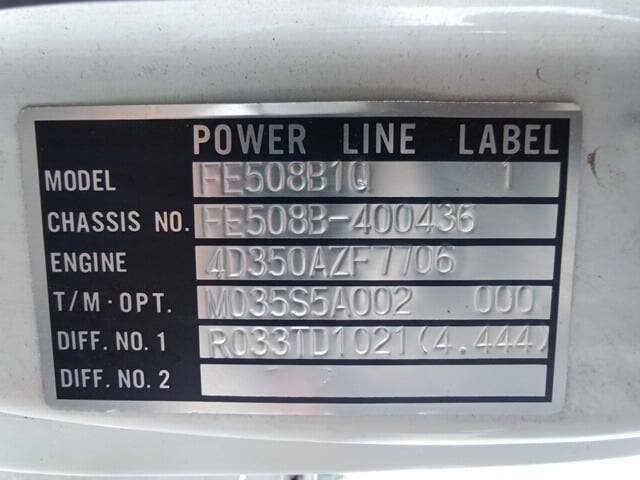 POWER LINE LABEL
MODEL FE508B1Q 1
CHASSIS NO. FE508B-400436
ENGINE 4D350AZF7706
T/M·OPT. M035S5A002 000
DIFF. NO. 1 R033TD1021(4.444)
DIFF. NO. 2